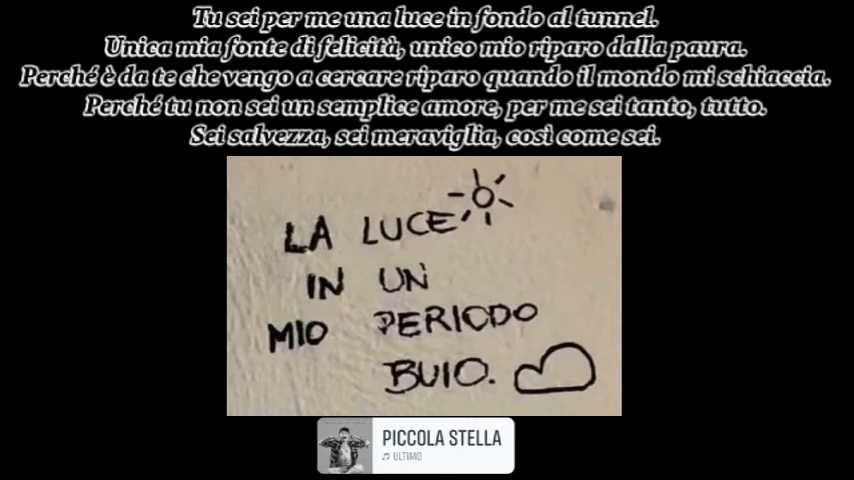 Tu sei per me una luce in fondo al tunnel.
Unica mia fonte di felicità, unico mio riparo dalla paura.
Perché è da te che vengo a cercare riparo quando il mondo mi schiaccia.
Perché tu non sei un semplice amore, per me sei tanto, tutto.
Sei salvezza, sei meraviglia, così come sei.
LA LUCE
IN UN
MIO PERIODO
BUIO.
PICCOLA STELLA
ULTIMO